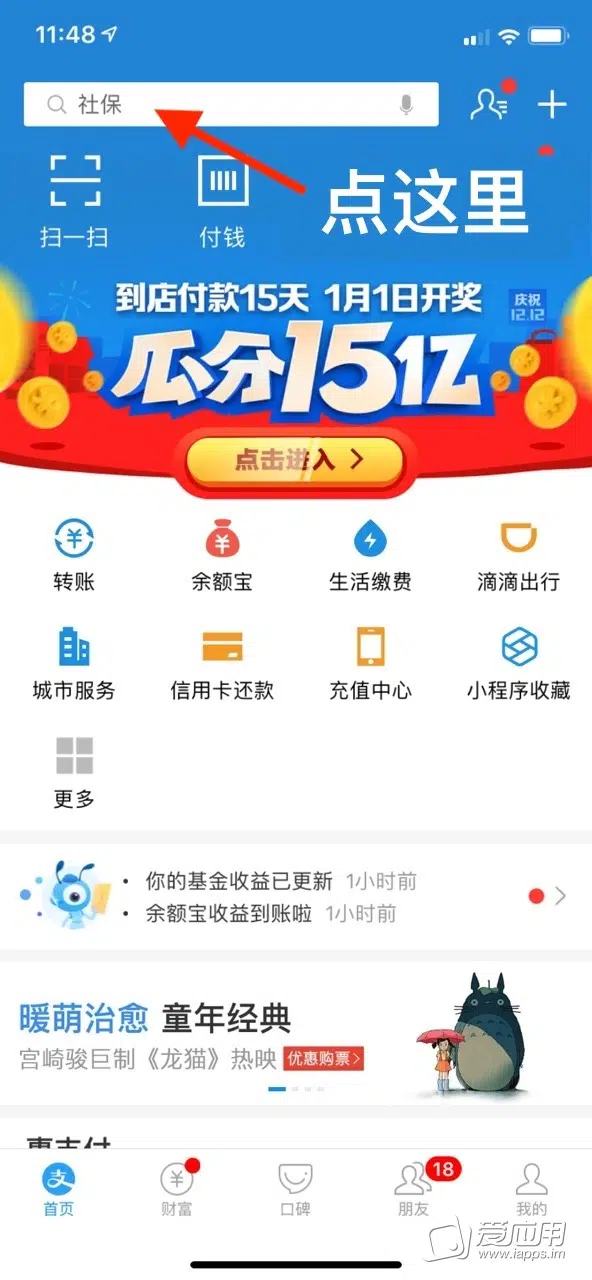 11:48
社保
点这里
扫一扫
付钱
到店付款15天 1月1日开奖
庆祝
12.12
瓜分15亿
点击进入 >
转账
余额宝
生活缴费
滴滴出行
城市服务
信用卡还款
充值中心
小程序收藏
更多
· 你的基金收益已更新 1小时前
· 余额宝收益到账啦 1小时前
暖萌治愈 童年经典
宫崎骏巨制《龙猫》热映 优惠购票>
惠支付
支
首页
财富
口碑
18
朋友
我的
爱应用
www.iapps.im